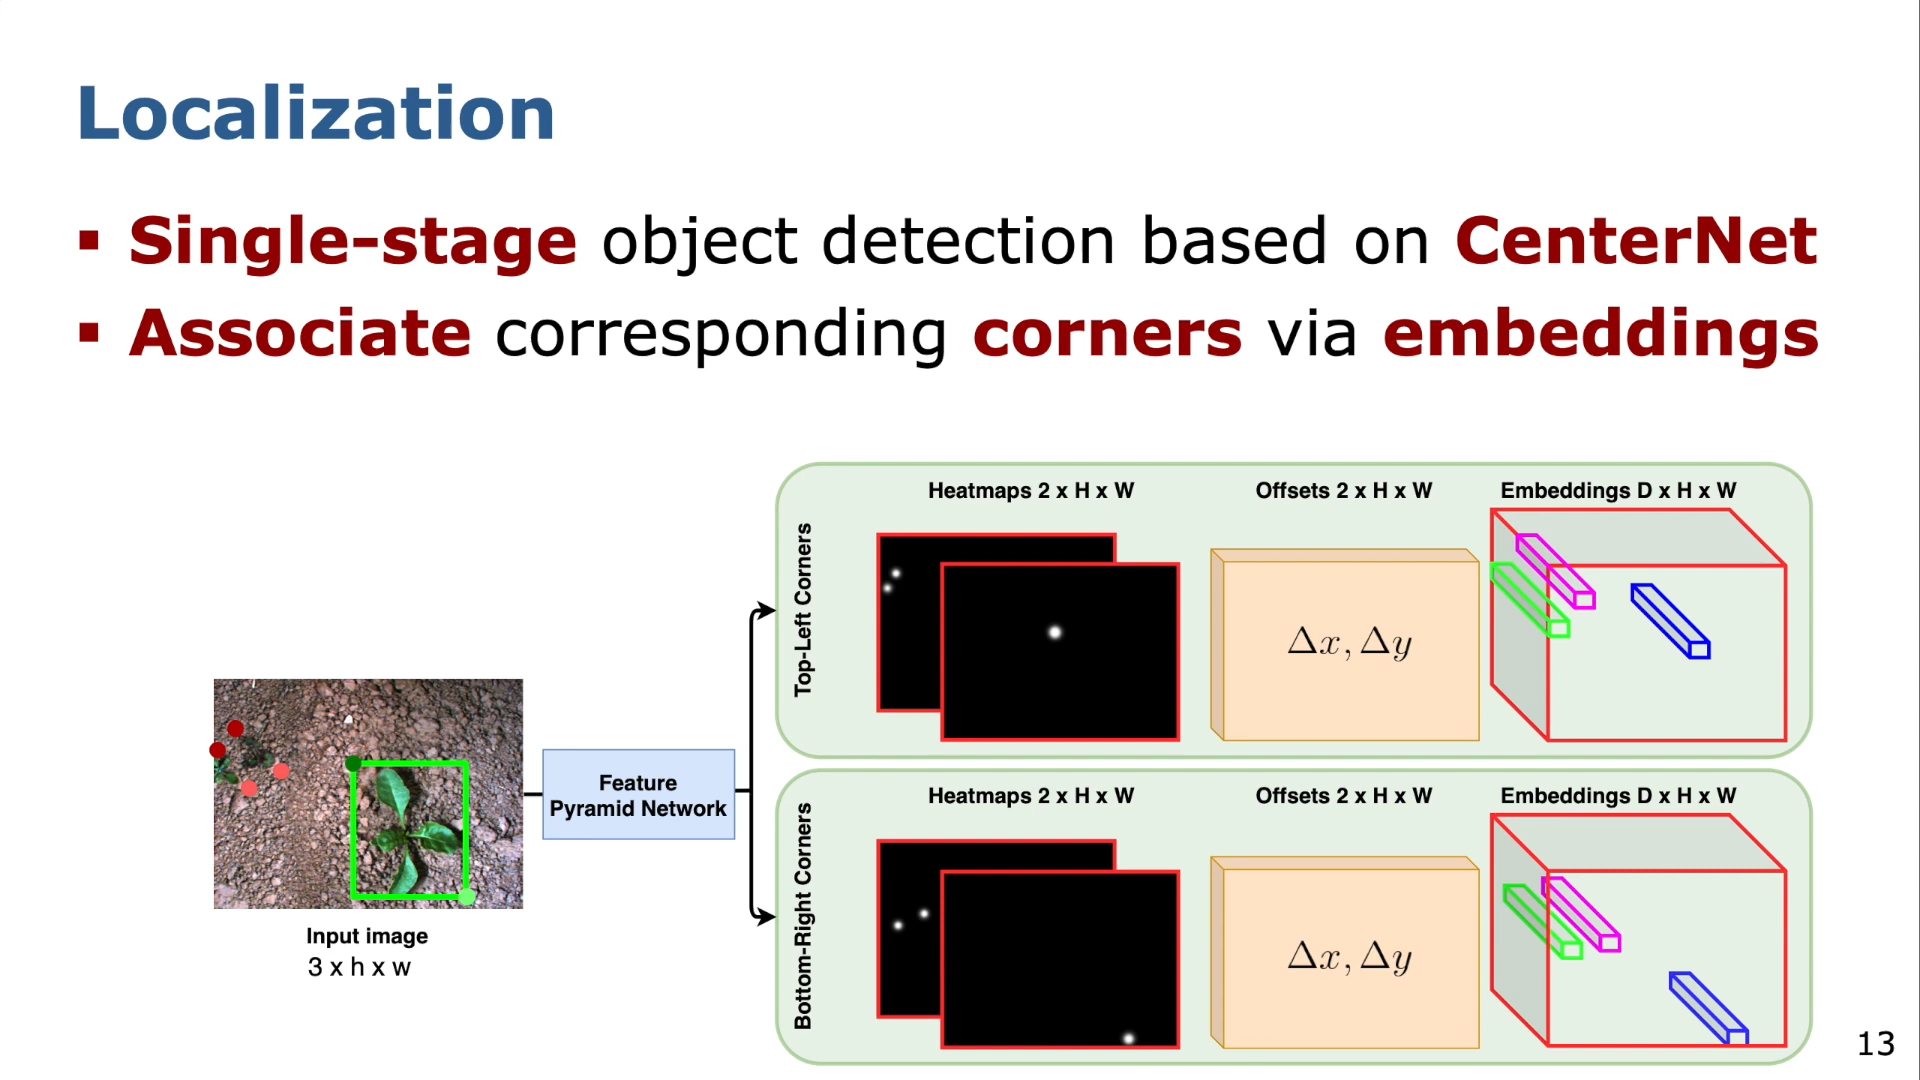 Localization
▪ Single-stage object detection based on CenterNet
▪ Associate corresponding corners via embeddings
Input image
3 x h x w
Feature
Pyramid Network
Top-Left Corners
Heatmaps 2 x H x W
Offsets 2 x H x W
Embeddings D x H x W
Δx, Δy
Bottom-Right Corners
Heatmaps 2 x H x W
Offsets 2 x H x W
Embeddings D x H x W
Δx, Δy
13